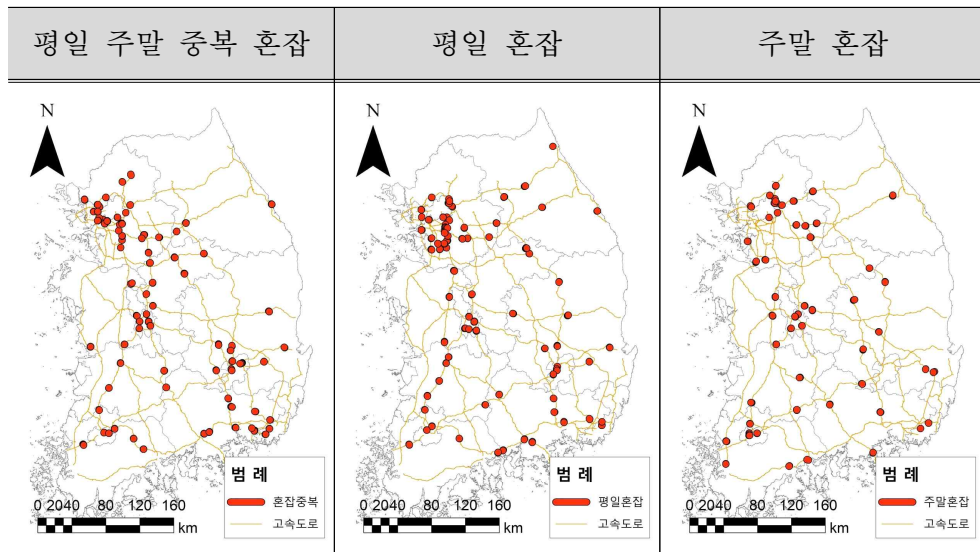 평일 주말 중복 혼잡
평일 혼잡
주말 혼잡
N
범 례
혼잡중복
고속도로
0 2040 80 120 160
km
N
범 례
평일혼잡
고속도로
0 2040 80 120 160
km
N
범 례
주말혼잡
고속도로
0 2040 80 120 160
km